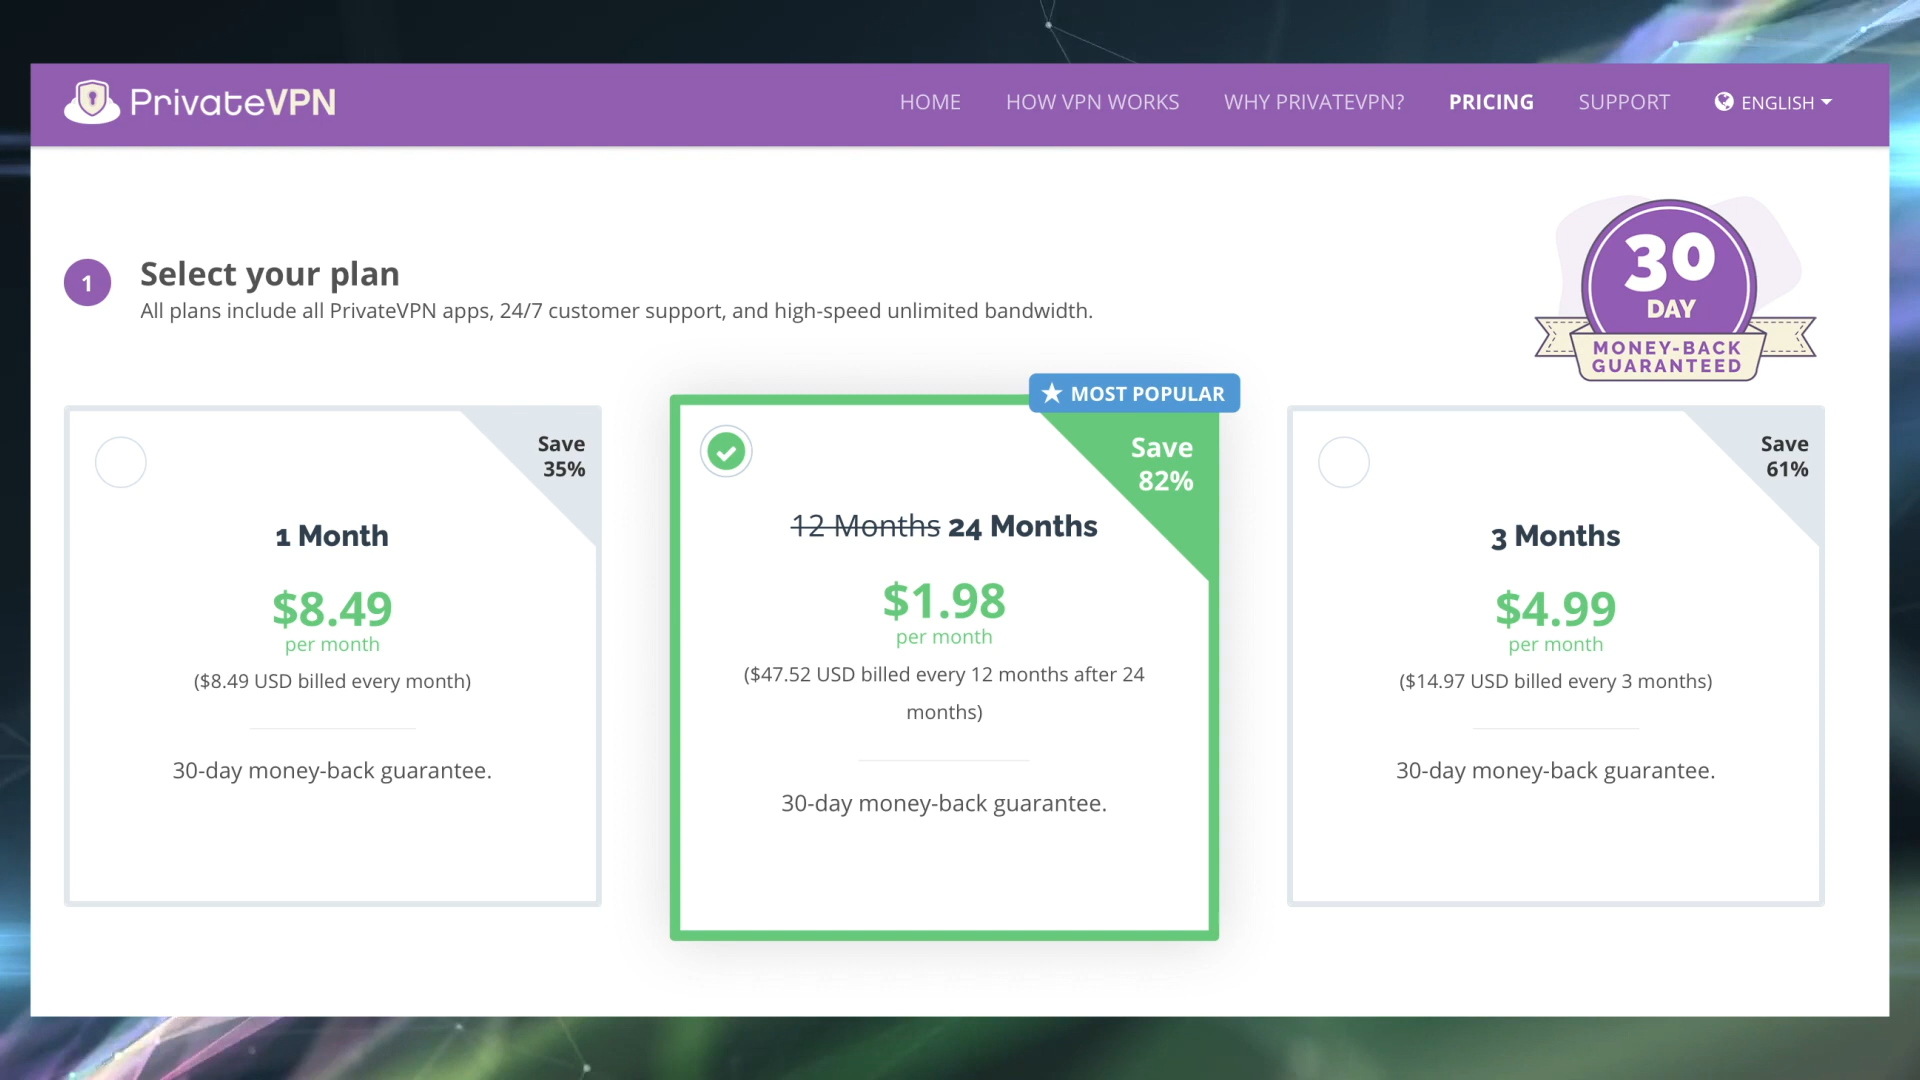 PrivateVPN
HOME
HOW VPN WORKS
WHY PRIVATEVPN?
PRICING
SUPPORT
ENGLISH
1
Select your plan
All plans include all PrivateVPN apps, 24/7 customer support, and high-speed unlimited bandwidth.
30
DAY
MONEY-BACK
GUARANTEED
Save
35%
1 Month
$8.49
per month
($8.49 USD billed every month)
30-day money-back guarantee.
MOST POPULAR
Save
82%
12 Months 24 Months
$1.98
per month
($47.52 USD billed every 12 months after 24
months)
30-day money-back guarantee.
Save
61%
3 Months
$4.99
per month
($14.97 USD billed every 3 months)
30-day money-back guarantee.